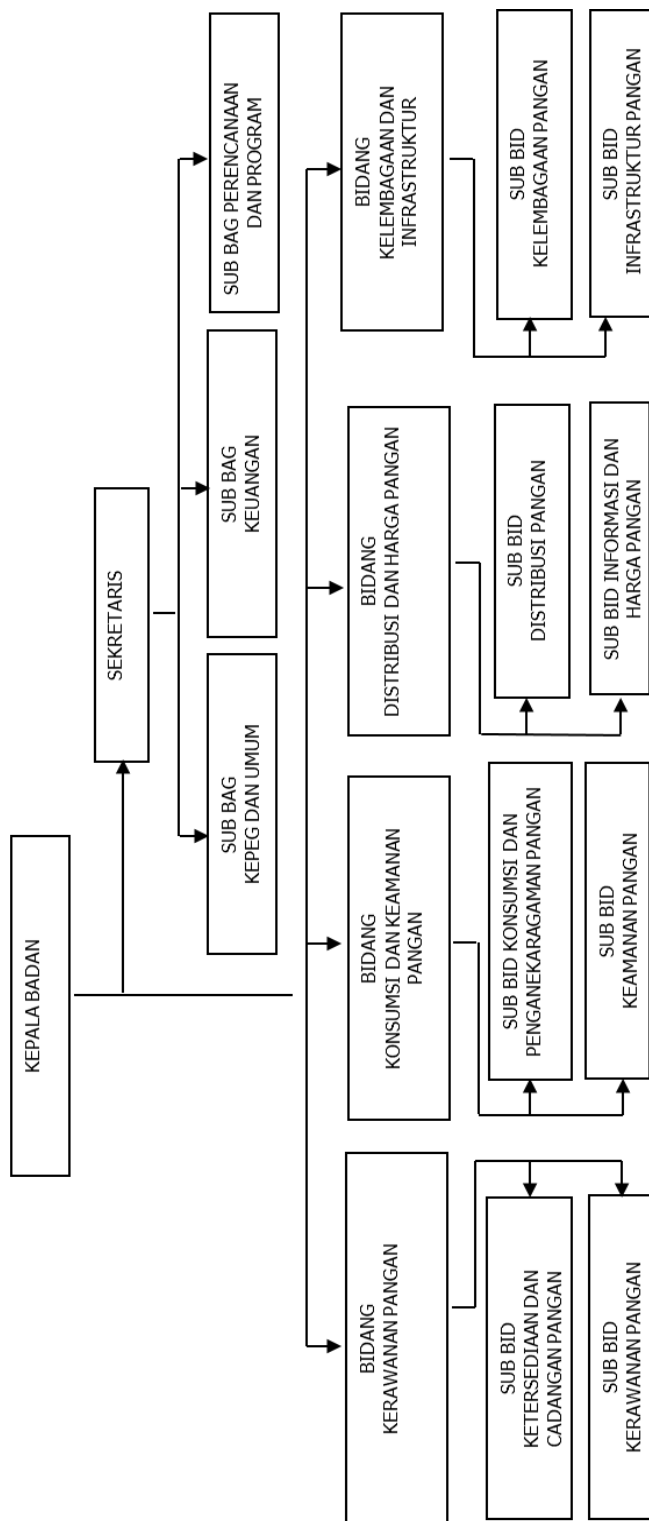 KEPALA BADAN
SEKRETARIS
SUB BAG
KEPEG DAN UMUM
SUB BAG
KEUANGAN
SUB BAG PERENCANAAN
DAN PROGRAM
BIDANG
KERAWANAN PANGAN
BIDANG
KONSUMSI DAN KEAMANAN
PANGAN
BIDANG
DISTRIBUSI DAN HARGA PANGAN
BIDANG
KELEMBAGAAN DAN
INFRASTRUKTUR
SUB BID
KETERSEDIAAN DAN
CADANGAN PANGAN
SUB BID KONSUMSI DAN
PENGANEKARAGAMAN PANGAN
SUB BID
DISTRIBUSI PANGAN
SUB BID
KELEMBAGAAN PANGAN
SUB BID
KERAWANAN PANGAN
SUB BID
KEAMANAN PANGAN
SUB BID INFORMASI DAN
HARGA PANGAN
SUB BID
INFRASTRUKTUR PANGAN